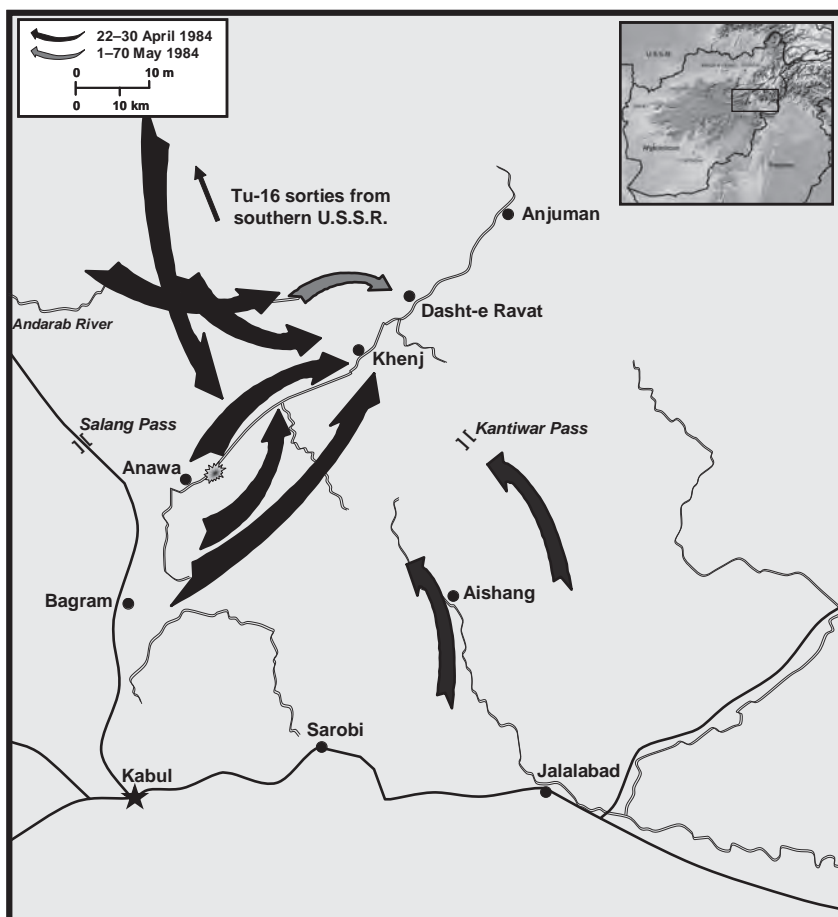 22–30 April 1984
1–70 May 1984
0 10 m
0 10 km
U.S.S.R.
Tu-16 sorties from
southern U.S.S.R.
Anjuman
Dasht-e Ravat
Andarab River
Khenj
Salang Pass
Kantiwar Pass
Anawa
Bagram
Aishang
Sarobi
Kabul
Jalalabad